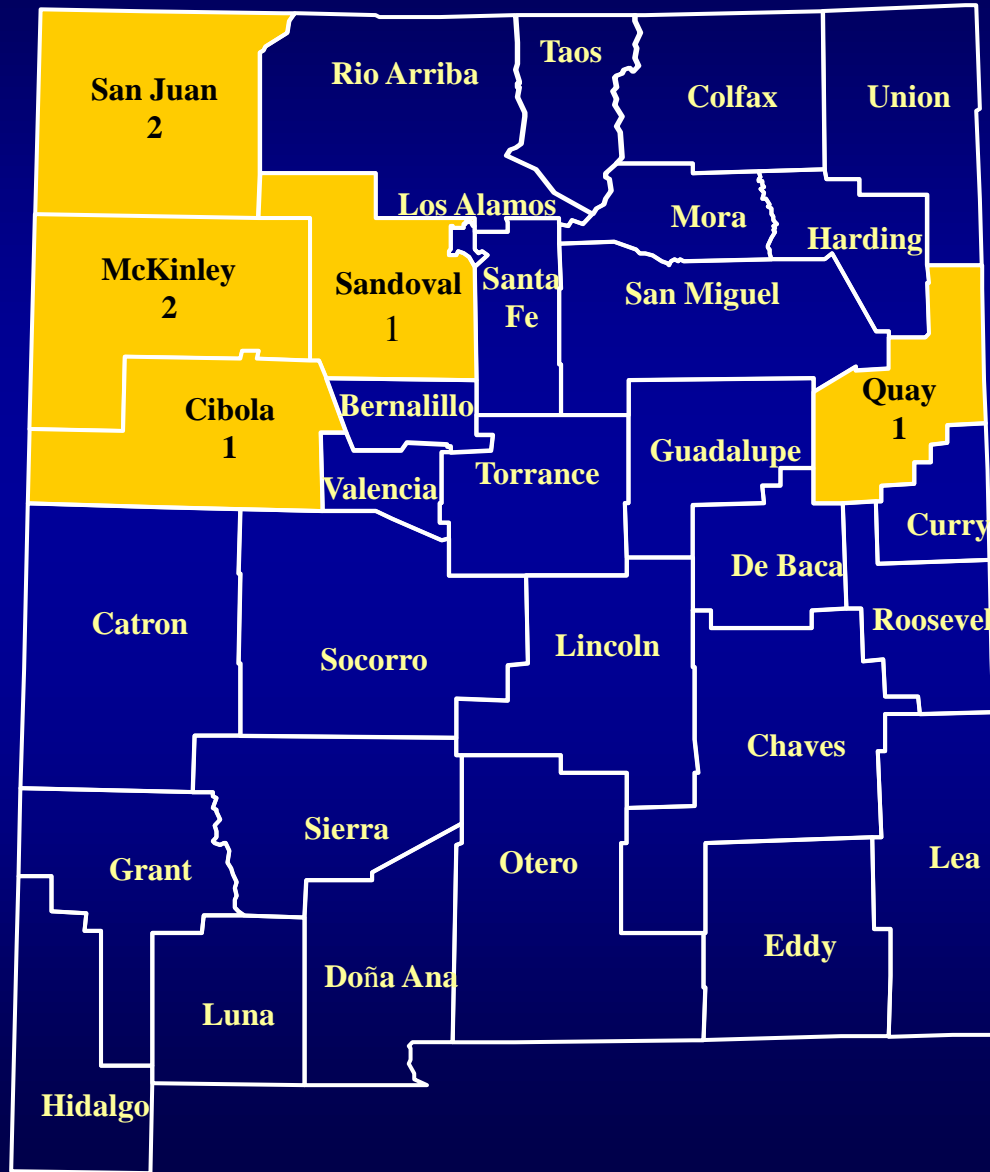 Taos
Rio Arriba
Colfax
Union
San Juan
2
Los Alamos
Mora
Harding
McKinley
2
Sandoval
1
Santa
Fe
San Miguel
Quay
1
Cibola
1
Bernalillo
Guadalupe
Torrance
Valencia
Curry
De Baca
Catron
Roosevel
Socorro
Lincoln
Chaves
Sierra
Grant
Otero
Lea
Eddy
Doña Ana
Luna
Hidalgo